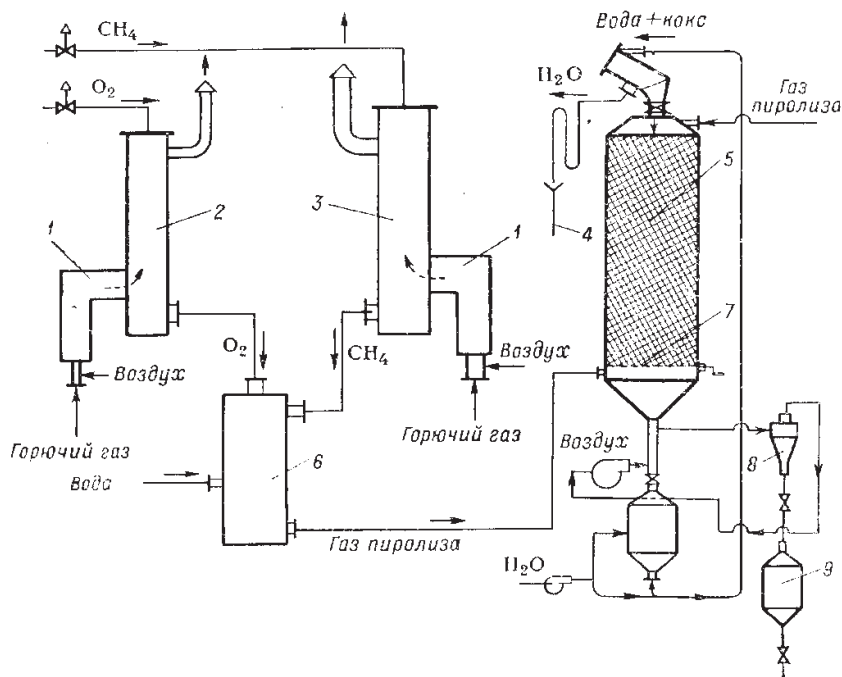 CH₄
Вода+кокс
O₂
H₂O
Газ
пиролиза
5
1
2
3
1
4
7
O₂
CH₄
Воздух
Воздух
Горючий газ
Горючий газ
Воздух
8
Вода
6
Газ пиролиза
H₂O
9